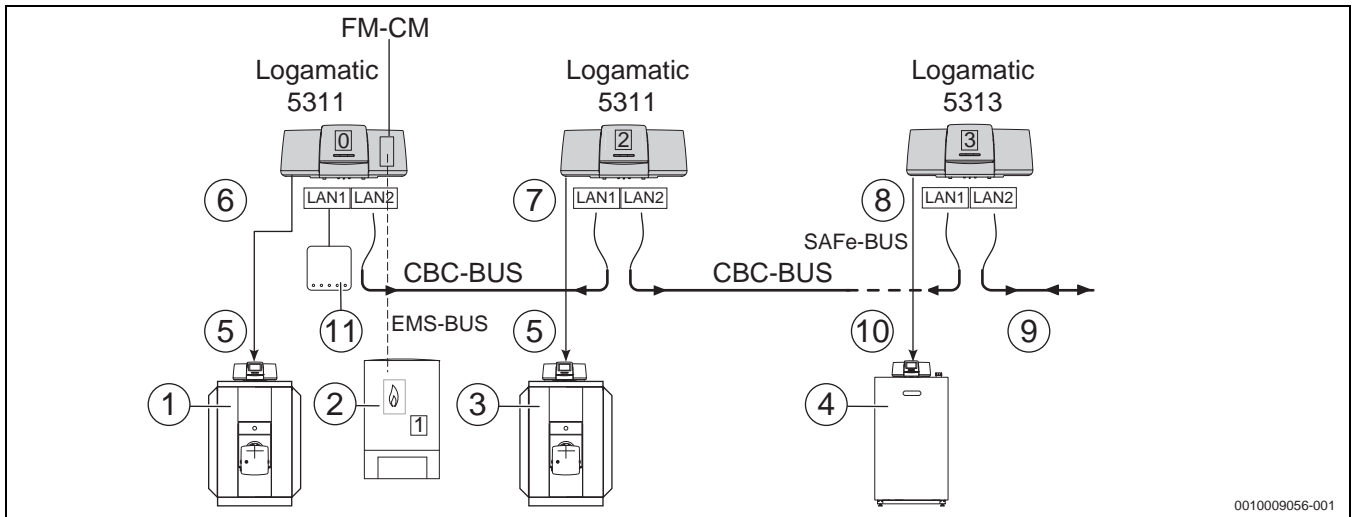 FM-CM
Logamatic
5311
Logamatic
5311
Logamatic
5313
0
2
3
6
LAN1
LAN2
7
LAN1
LAN2
8
LAN1
LAN2
SAFe-BUS
CBC-BUS
CBC-BUS
5
11
EMS-BUS
5
10
9
1
2
1
3
4
0010009056-001